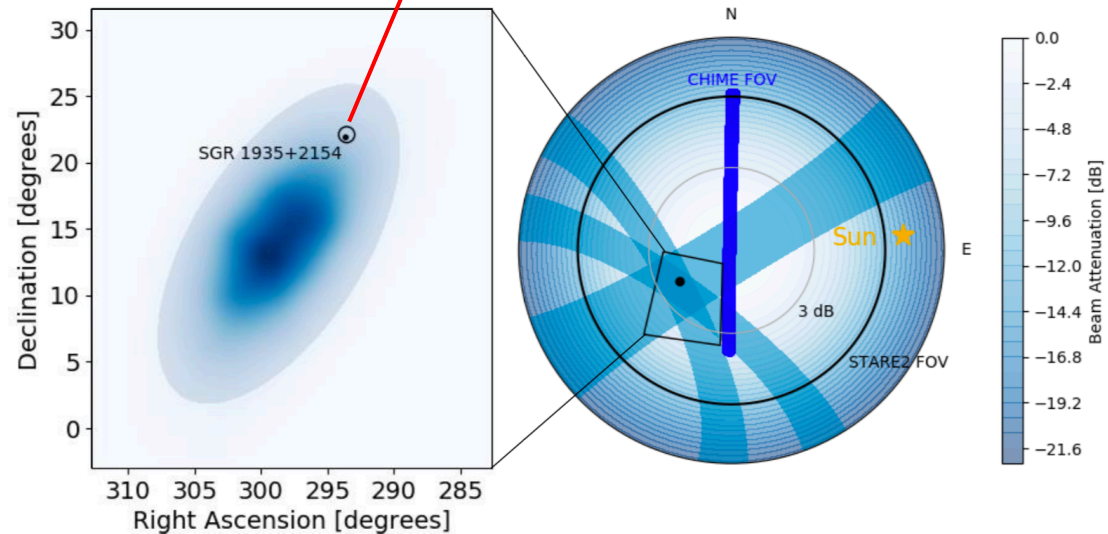 30
25
20
15
10
5
0
Declination [degrees]
SGR 1935+2154
310 305 300 295 290 285
Right Ascension [degrees]
N
CHIME FOV
Sun
E
3 dB
STARE2 FOV
0.0
−2.4
−4.8
−7.2
−9.6
−12.0
−14.4
−16.8
−19.2
−21.6
Beam Attenuation [dB]